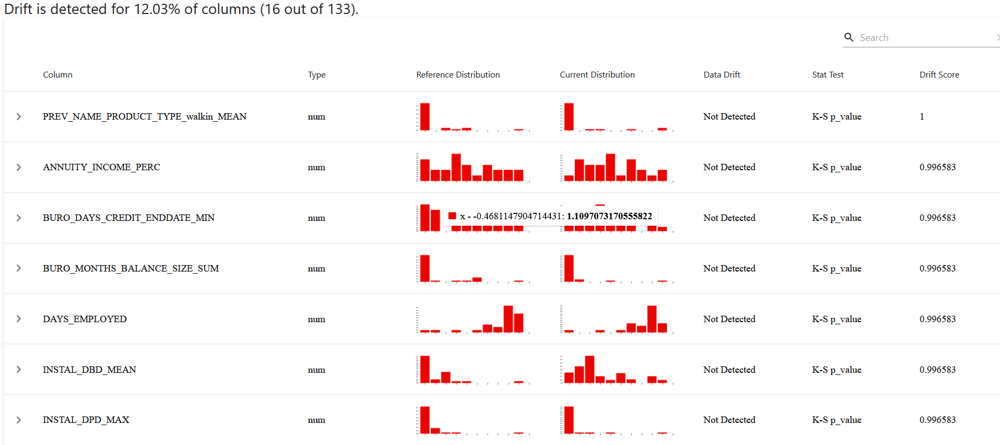 Drift is detected for 12.03% of columns (16 out of 133).
Search
Column Type Reference Distribution Current Distribution Data Drift Stat Test Drift Score
PREV_NAME_PRODUCT_TYPE_walkin_MEAN num Not Detected K-S p_value 1
ANNUITY_INCOME_PERC num Not Detected K-S p_value 0.996583
BURO_DAYS_CREDIT_ENDDATE_MIN num x - -0.4681147904714431: 1.1097073170555822 Not Detected K-S p_value 0.996583
BURO_MONTHS_BALANCE_SIZE_SUM num Not Detected K-S p_value 0.996583
DAYS_EMPLOYED num Not Detected K-S p_value 0.996583
INSTAL_DBD_MEAN num Not Detected K-S p_value 0.996583
INSTAL_DPD_MAX num Not Detected K-S p_value 0.996583